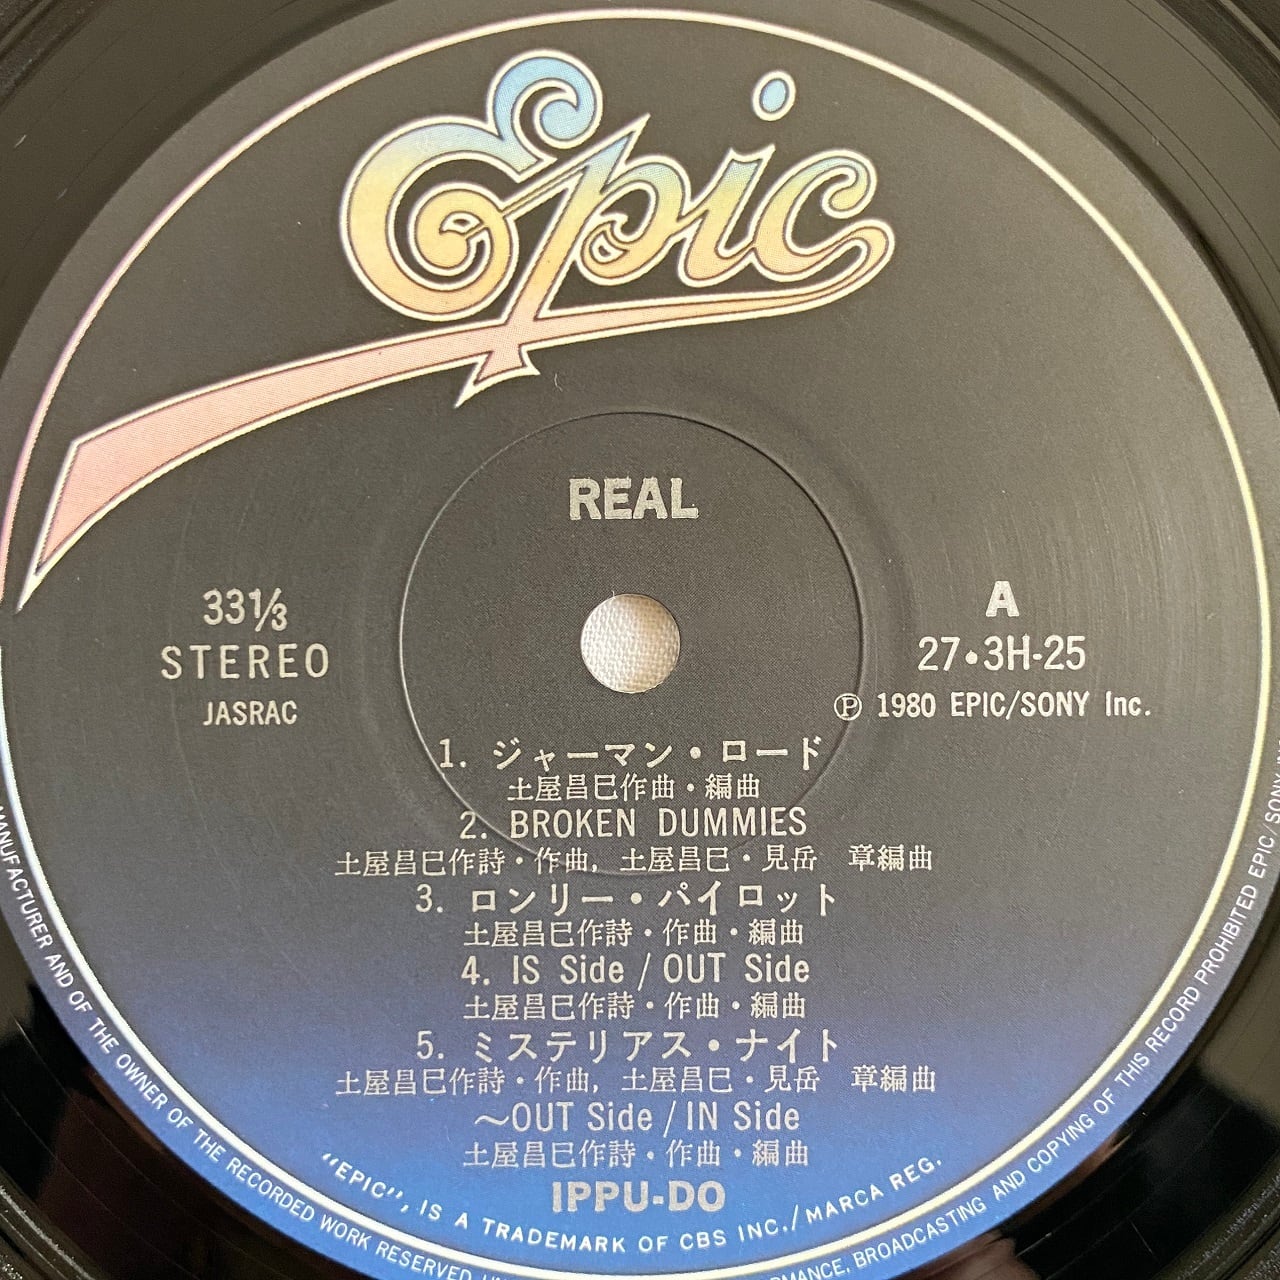 Epic
REAL
33 1/3
STEREO
JASRAC
A
27・3H-25
Ⓟ 1980 EPIC/SONY Inc.
1. ジャーマン・ロード
土屋昌巳作曲・編曲
2. BROKEN DUMMIES
土屋昌巳作詩・作曲, 土屋昌巳・見岳 章編曲
3. ロンリー・パイロット
土屋昌巳作詩・作曲・編曲
4. IS Side / OUT Side
土屋昌巳作詩・作曲・編曲
5. ミステリアス・ナイト
土屋昌巳作詩・作曲, 土屋昌巳・見岳 章編曲
～OUT Side / IN Side
土屋昌巳作詩・作曲・編曲
IPPU-DO
"EPIC", IS A TRADEMARK OF CBS INC./MARCA REG.
MANUFACTURER AND OF THE OWNER OF THE RECORDED WORK RESERVED
BROADCASTING AND COPYING OF THIS RECORD PROHIBITED EPIC/SONY